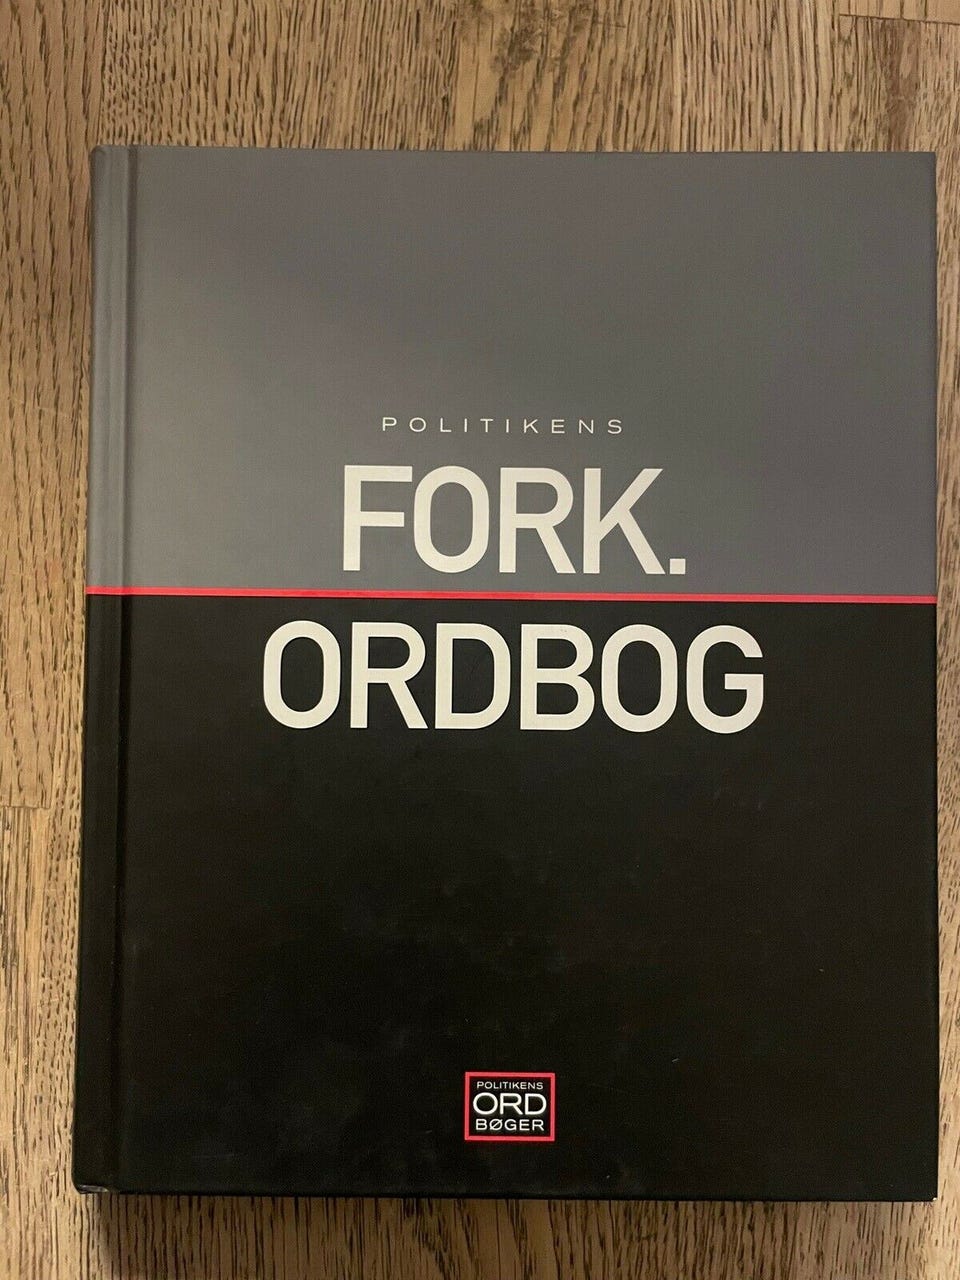 POLITIKENS
FORK.
ORDBOG
POLITIKENS
ORD
BØGER